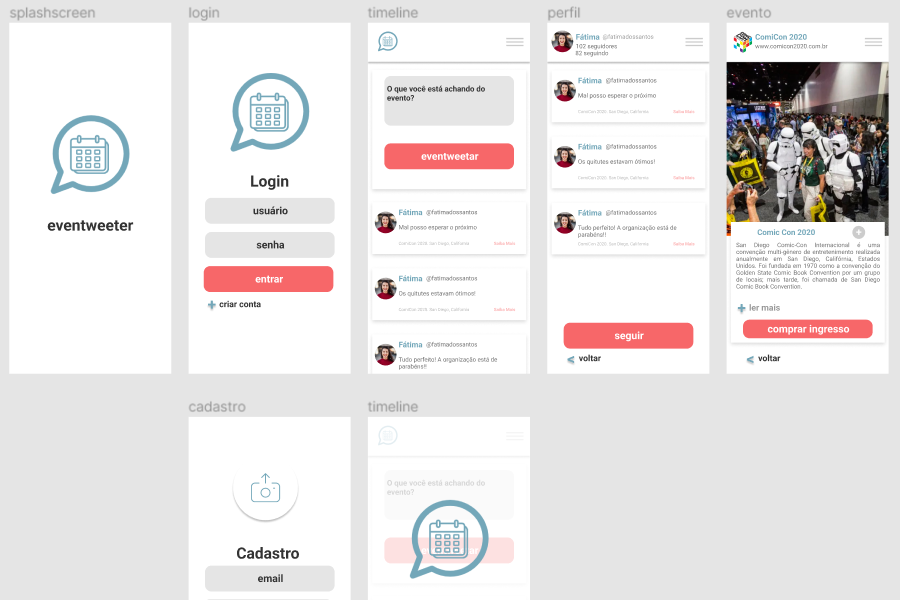 splashscreen
eventweeter
login
Login
usuário
senha
entrar
criar conta
timeline
O que você está achando do
evento?
eventweetar
Fátima @fatimadossantos
Mal posso esperar o próximo
ComiCon 2020, San Diego, California
Saiba Mais
Fátima @fatimadossantos
Os quitutes estavam ótimos!
ComiCon 2020, San Diego, California
Saiba Mais
Fátima @fatimadossantos
Tudo perfeito! A organização está de
parabéns!!
perfil
Fátima @fatimadossantos
102 seguidores
82 seguindo
Fátima @fatimadossantos
Mal posso esperar o próximo
ComiCon 2020, San Diego, California
Saiba Mais
Fátima @fatimadossantos
Os quitutes estavam ótimos!
ComiCon 2020, San Diego, California
Saiba Mais
Fátima @fatimadossantos
Tudo perfeito! A organização está de
parabéns!!
ComiCon 2020, San Diego, California
Saiba Mais
seguir
voltar
evento
ComiCon 2020
www.comicon2020.com.br
Comic Con 2020
San Diego Comic-Con Internacional é uma
convenção multi-gênero de entretenimento realizada
anualmente em San Diego, Califórnia, Estados
Unidos. Foi fundada em 1970 como a convenção do
Golden State Comic Book Convention por um grupo
de locais; mais tarde, foi chamada de San Diego
Comic Book Convention.
ler mais
comprar ingresso
voltar
cadastro
Cadastro
email
timeline
O que você está achando do
evento?